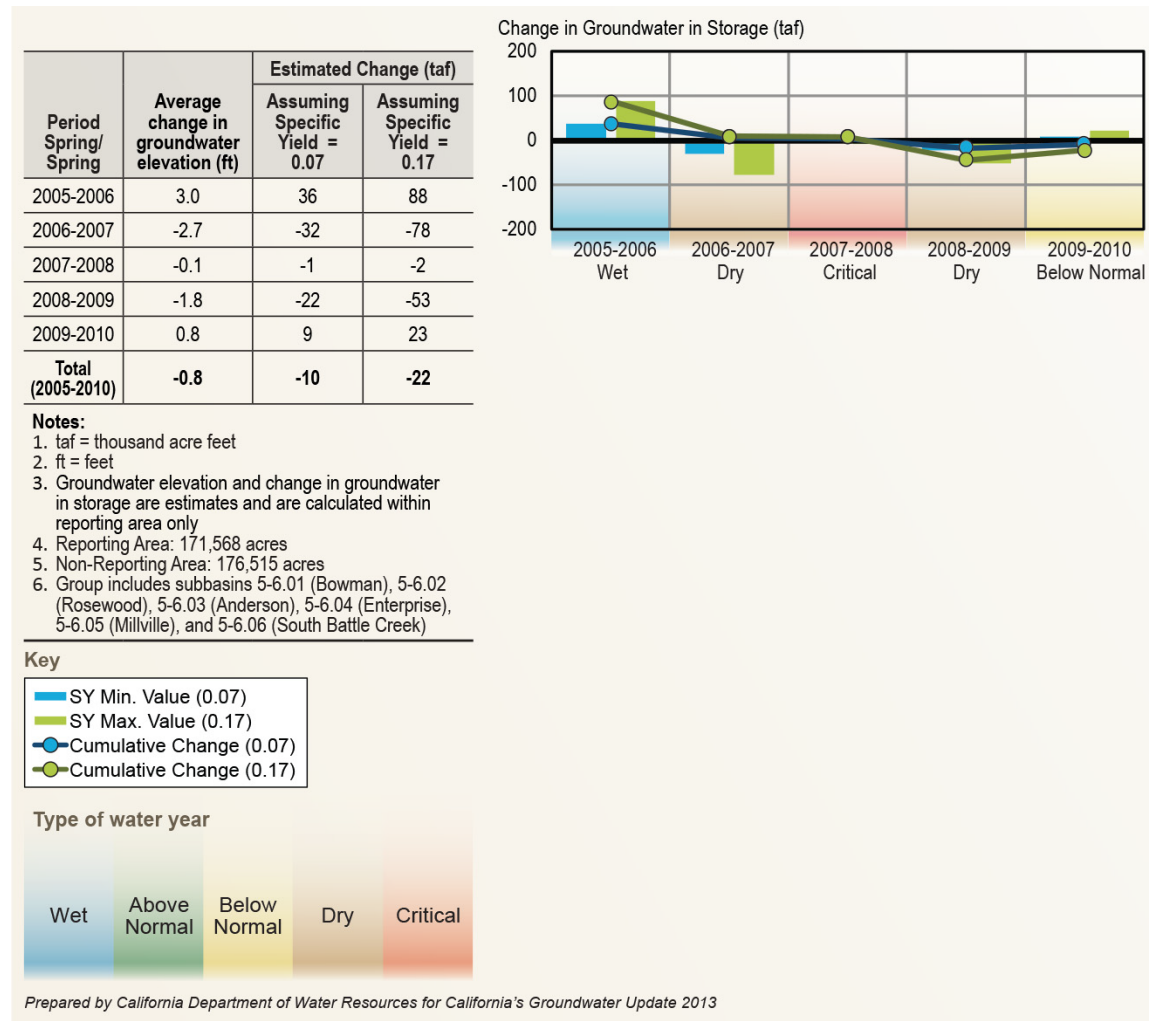 Estimated Change (taf)
Period Spring/ Spring
Average change in groundwater elevation (ft)
Assuming Specific Yield = 0.07
Assuming Specific Yield = 0.17
2005-2006 3.0 36 88
2006-2007 -2.7 -32 -78
2007-2008 -0.1 -1 -2
2008-2009 -1.8 -22 -53
2009-2010 0.8 9 23
Total (2005-2010) -0.8 -10 -22
Notes:
1. taf = thousand acre feet
2. ft = feet
3. Groundwater elevation and change in groundwater
in storage are estimates and are calculated within
reporting area only
4. Reporting Area: 171,568 acres
5. Non-Reporting Area: 176,515 acres
6. Group includes subbasins 5-6.01 (Bowman), 5-6.02
(Rosewood), 5-6.03 (Anderson), 5-6.04 (Enterprise),
5-6.05 (Millville), and 5-6.06 (South Battle Creek)
Key
SY Min. Value (0.07)
SY Max. Value (0.17)
Cumulative Change (0.07)
Cumulative Change (0.17)
Type of water year
Wet
Above Normal
Below Normal
Dry
Critical
Change in Groundwater in Storage (taf)
200
100
0
-100
-200
2005-2006 2006-2007 2007-2008 2008-2009 2009-2010
Wet Dry Critical Dry Below Normal
Prepared by California Department of Water Resources for California's Groundwater Update 2013